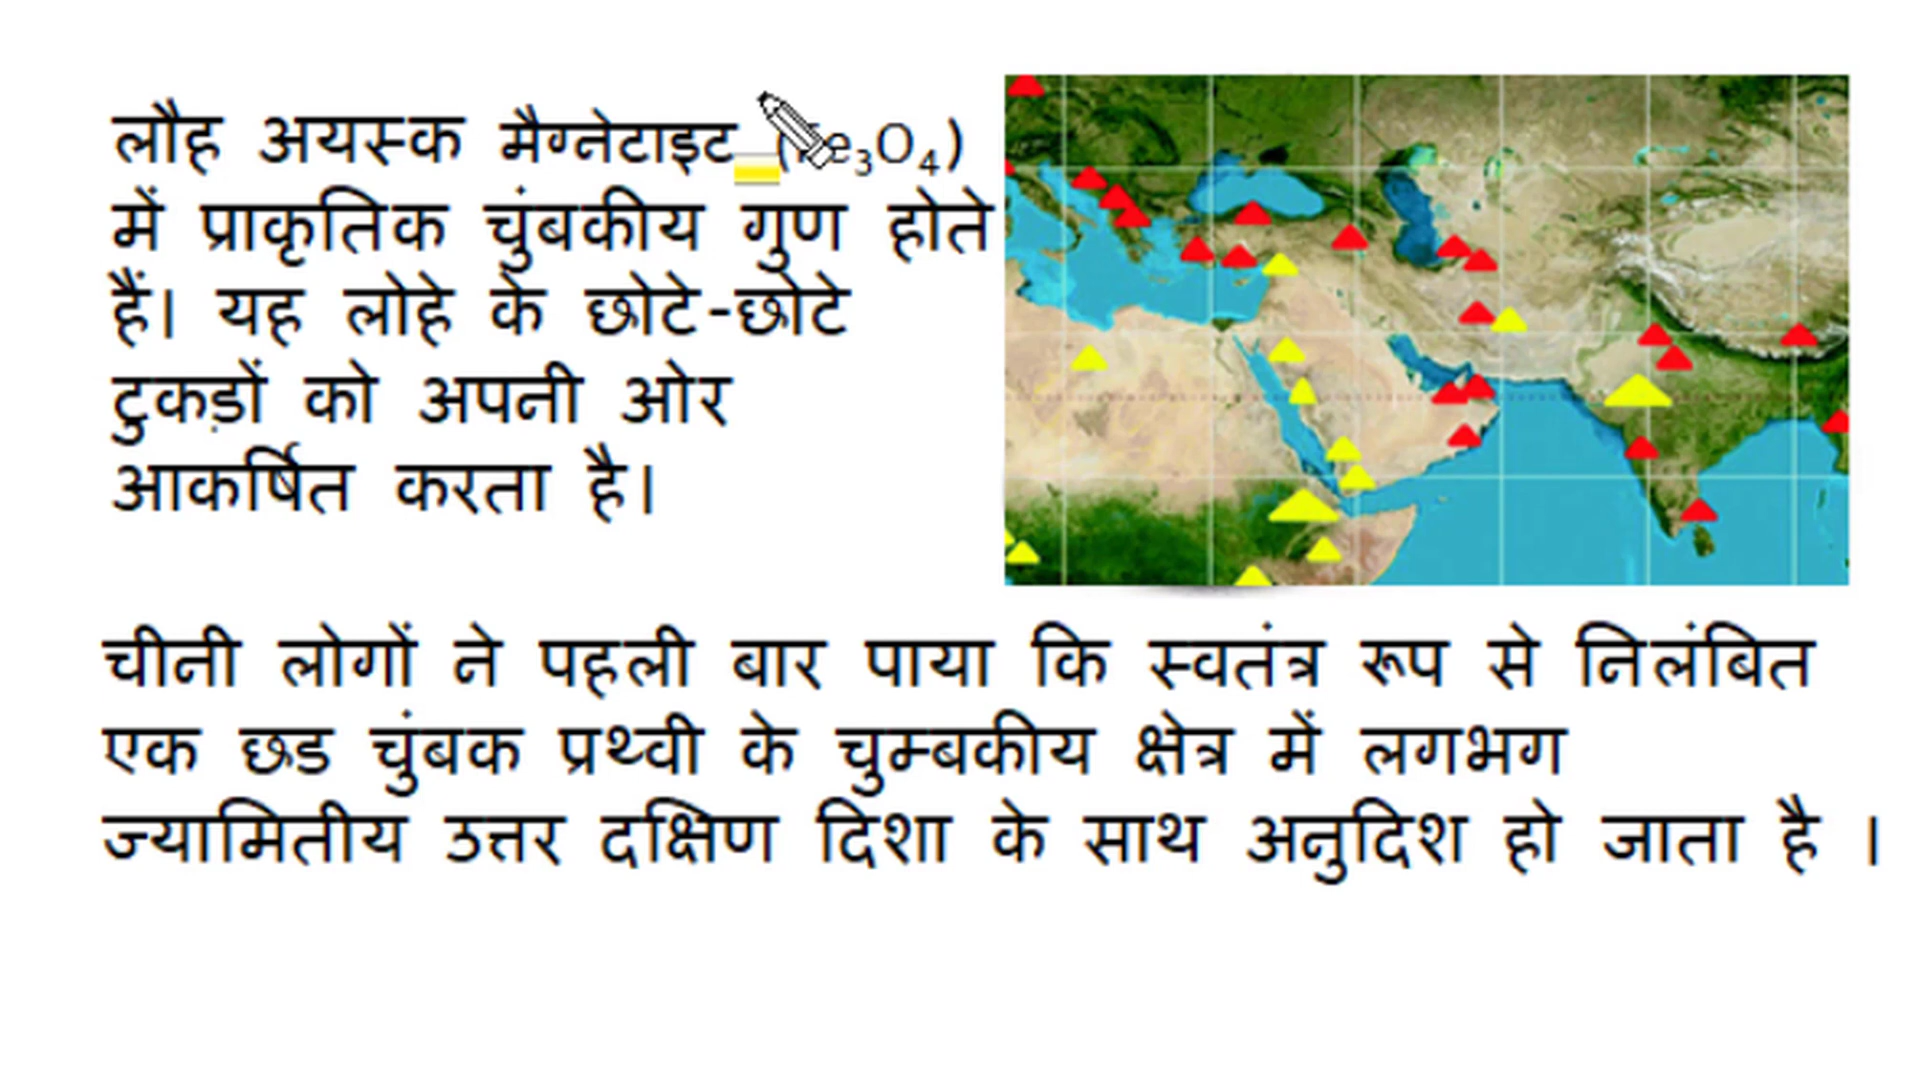 लौह अयस्क मैग्नेटाइट (Fe₃O₄)
में प्राकृतिक चुंबकीय गुण होते
हैं। यह लोहे के छोटे-छोटे
टुकड़ों को अपनी ओर
आकर्षित करता है।
चीनी लोगों ने पहली बार पाया कि स्वतंत्र रूप से निलंबित
एक छड चुंबक प्रथ्वी के चुम्बकीय क्षेत्र में लगभग
ज्यामितीय उत्तर दक्षिण दिशा के साथ अनुदिश हो जाता है ।